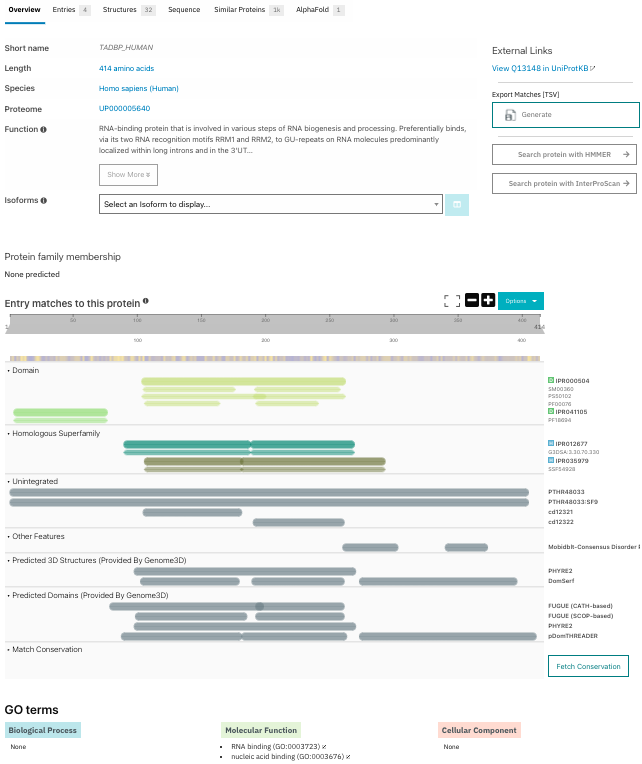 Overview Entries 4 Structures 32 Sequence Similar Proteins 1k AlphaFold 1
Short name TADBP_HUMAN
Length 414 amino acids
Species Homo sapiens (Human)
Proteome UP000005640
Function RNA-binding protein that is involved in various steps of RNA biogenesis and processing. Preferentially binds,
via its two RNA recognition motifs RRM1 and RRM2, to GU-repeats on RNA molecules predominantly
localized within long introns and in the 3'UT...
Show More
Isoforms Select an Isoform to display...
External Links
View Q13148 in UniProtKB
Export Matches [TSV]
Generate
Search protein with HMMER
Search protein with InterProScan
Protein family membership
None predicted
Entry matches to this protein
Options
1 50 100 150 200 250 300 350 400 414
100 200 300 400
Domain
IPR000504
SM00360
PS50102
PF00076
IPR041105
PF18694
Homologous Superfamily
IPR012677
G3DSA:3.30.70.330
IPR035979
SSF54928
Unintegrated
PTHR48033
PTHR48033:SF9
cd12321
cd12322
Other Features
Mobidblt-Consensus Disorder
Predicted 3D Structures (Provided By Genome3D)
PHYRE2
DomSerf
Predicted Domains (Provided By Genome3D)
FUGUE (CATH-based)
FUGUE (SCOP-based)
PHYRE2
pDomTHREADER
Match Conservation
Fetch Conservation
GO terms
Biological Process
None
Molecular Function
RNA binding (GO:0003723)
nucleic acid binding (GO:0003676)
Cellular Component
None